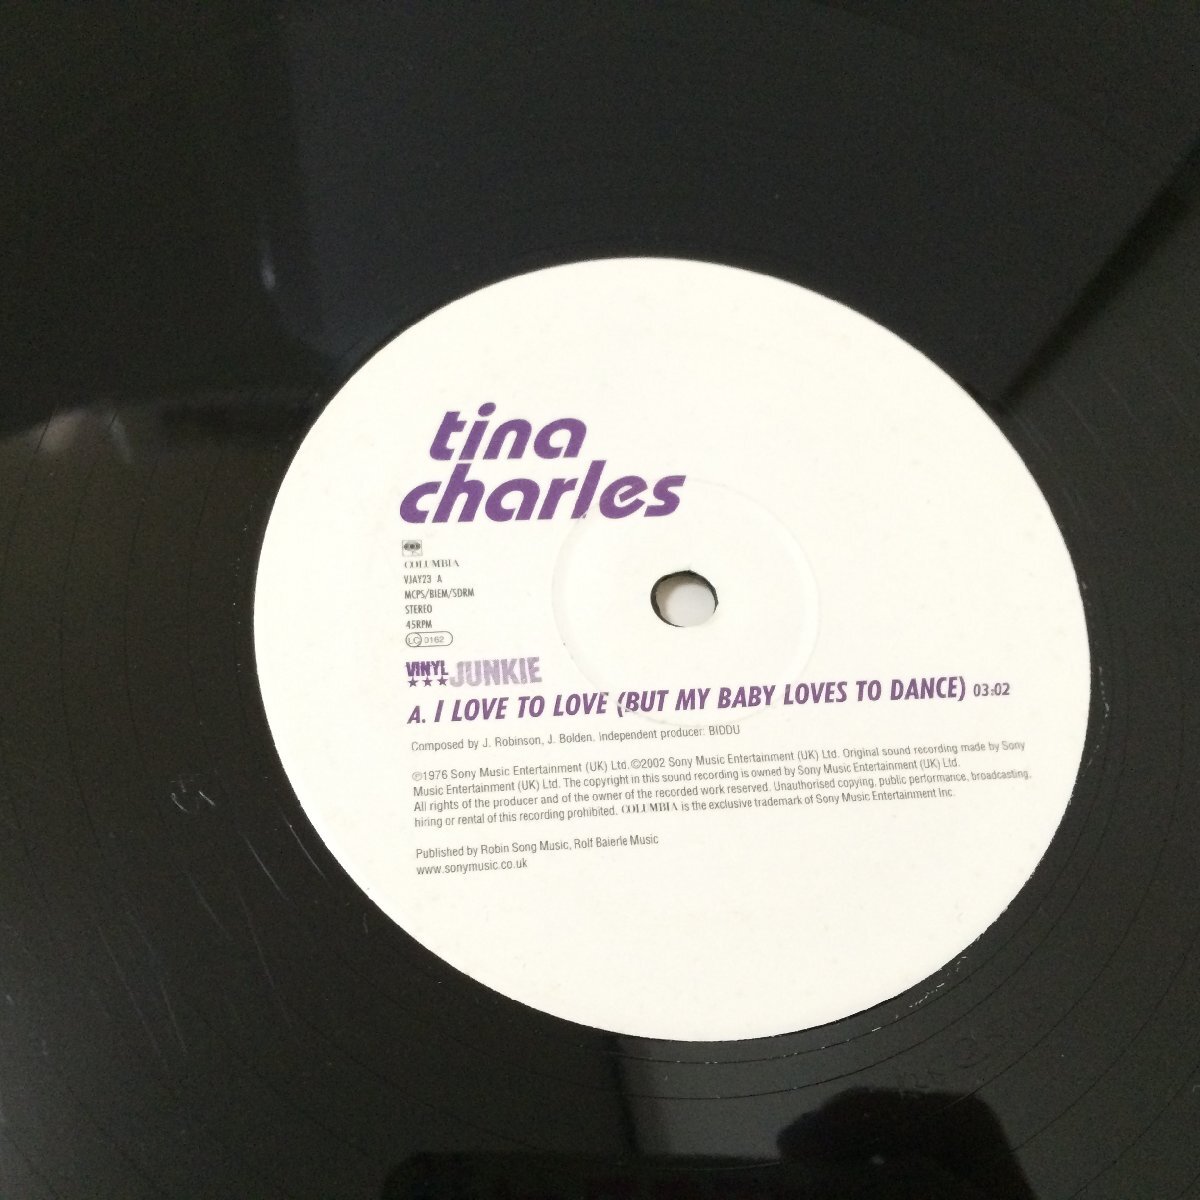 tina
charles
COLUMBIA
VJAY23 A
MCPS/BIEM/SDRM
STEREO
45RPM
LC 0162
VINYL JUNKIE
A. I LOVE TO LOVE (BUT MY BABY LOVES TO DANCE) 03:02
Composed by J. Robinson, J. Bolden. Independent producer: BIDDU
℗1976 Sony Music Entertainment (UK) Ltd.©2002 Sony Music Entertainment (UK) Ltd. Original sound recording made by Sony
Music Entertainment (UK) Ltd. The copyright in this sound recording is owned by Sony Music Entertainment (UK) Ltd.
All rights of the producer and of the owner of the recorded work reserved. Unauthorised copying, public performance, broadcasting,
hiring or rental of this recording prohibited. COLUMBIA is the exclusive trademark of Sony Music Entertainment Inc.
Published by Robin Song Music, Rolf Baierle Music
www.sonymusic.co.uk